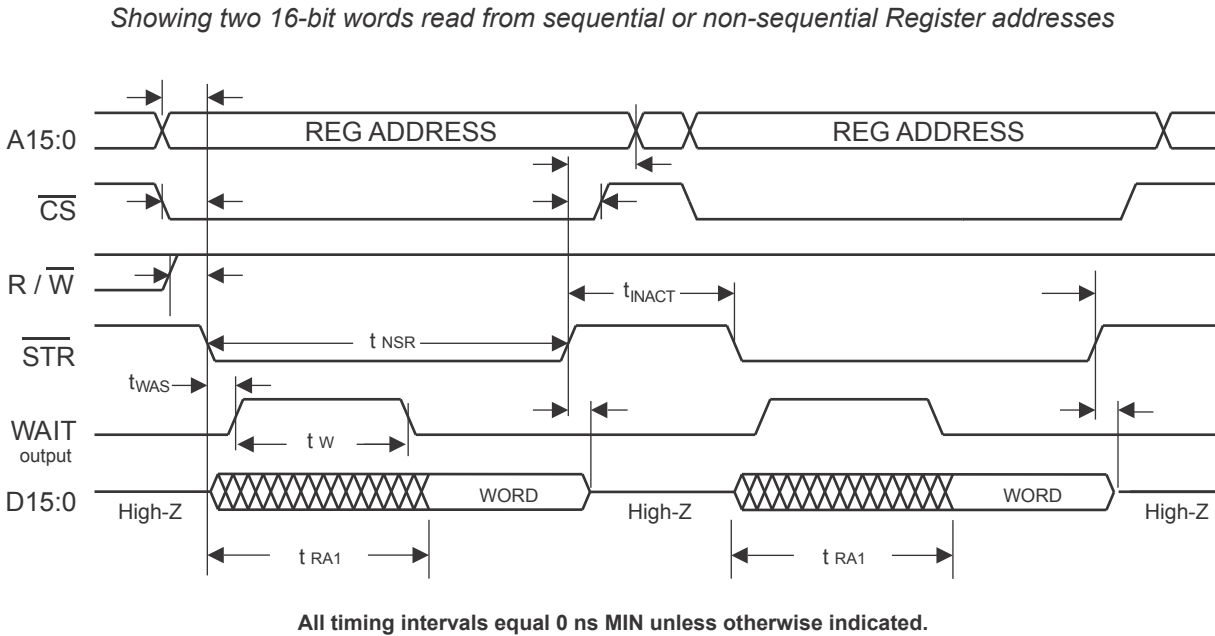 Showing two 16-bit words read from sequential or non-sequential Register addresses
A15:0
REG ADDRESS
REG ADDRESS
CS
R / W
tINACT
STR
t NSR
tWAS
WAIT
output
t W
D15:0
High-Z
WORD
High-Z
WORD
High-Z
t RA1
t RA1
All timing intervals equal 0 ns MIN unless otherwise indicated.